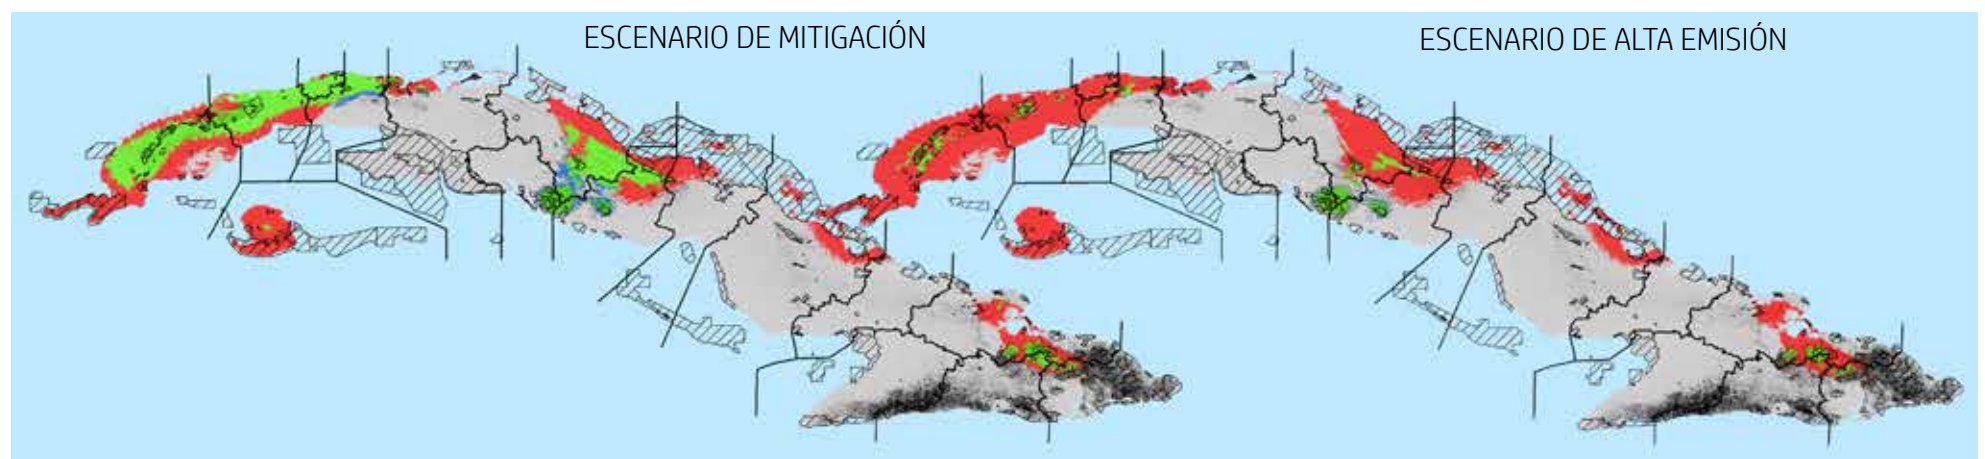 ESCENARIO DE MITIGACIÓN
ESCENARIO DE ALTA EMISIÓN